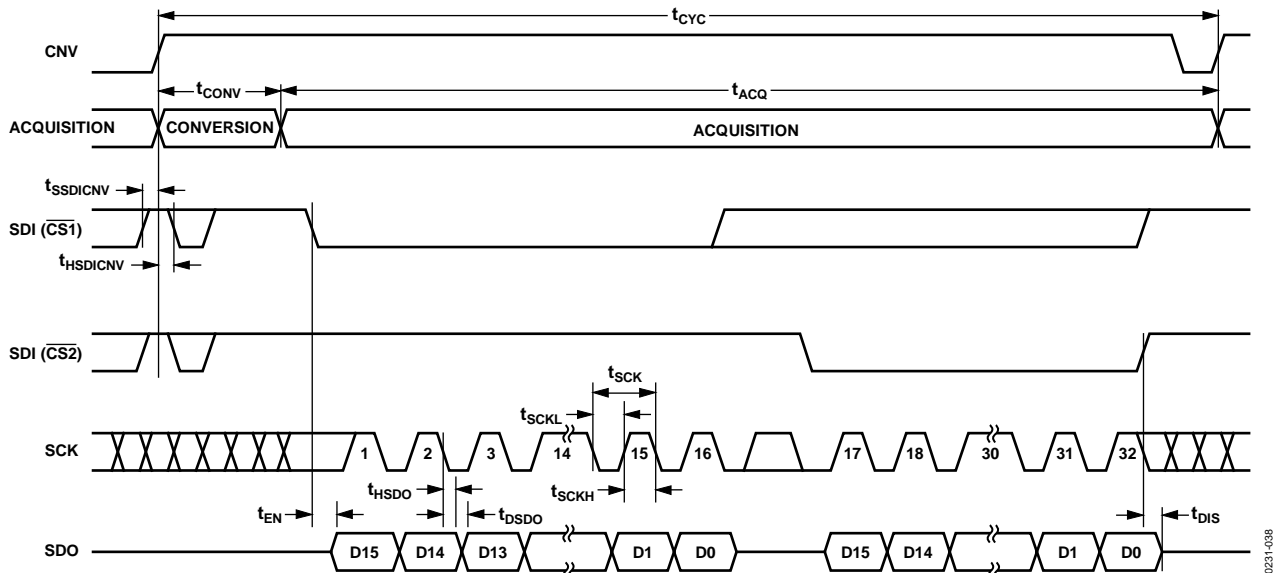 tCYC
CNV
tCONV
tACQ
ACQUISITION CONVERSION ACQUISITION
tSSDICNV
SDI (CS1)
tHSDICNV
SDI (CS2)
tSCK
tSCKL
SCK 1 2 3 14 15 16 17 18 30 31 32
tHSDO
tSCKH
tEN
tDSDO
tDIS
SDO D15 D14 D13 D1 D0 D15 D14 D1 D0
0231-038